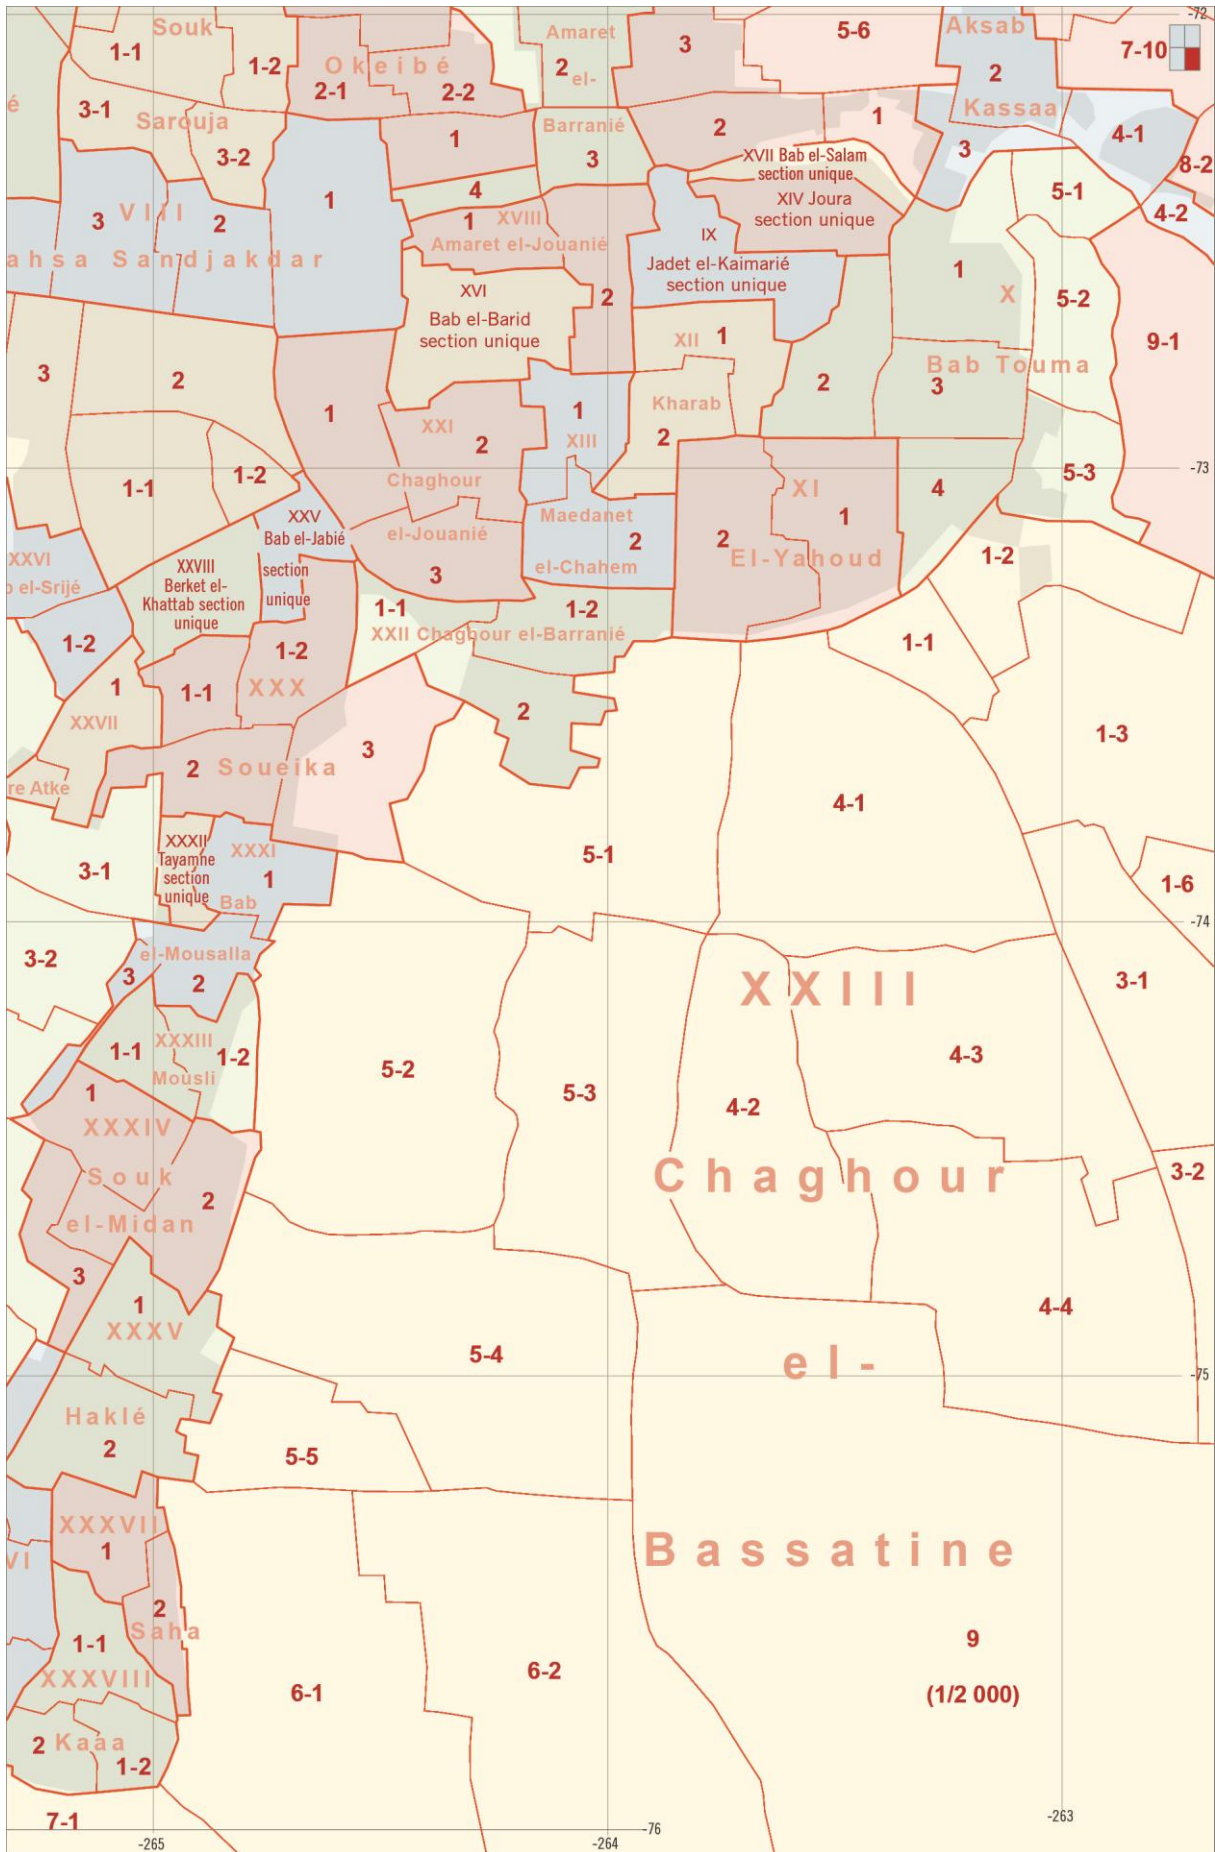 Souk
1-1
1-2
Okeibé
2-1
2-2
Amaret
2
el-
3
5-6
Aksab
2
7-10
-72
é
3-1
Sarouja
3-2
1
1
Barranié
3
2
1
Kassaa
3
4-1
8-2
4
XVII Bab el-Salam
section unique
5-1
4-2
3
VIII
2
1
XVIII
Amaret el-Jouanié
XIV Joura
section unique
ahsa Sandjakdar
IX
Jadet el-Kaimarié
section unique
1
X
5-2
XVI
Bab el-Barid
section unique
2
XII
1
9-1
3
2
Bab Touma
2
3
1
XXI
2
1
XIII
Kharab
2
-73
1-1
1-2
Chaghour
XI
4
5-3
XXV
Bab el-Jabié
section
unique
el-Jouanié
3
Maedanet
2
el-Chahem
2
1
El-Yahoud
1-2
XXVI
b el-Srijé
XXVIII
Berket el-
Khattab section
unique
1-1
1-2
XXII Chaghour el-Barranié
1-2
1-2
1-1
1
1-1
XXX
XXVII
2
1-3
2
Soueika
3
re Atke
4-1
3-1
XXXII
Tayamne
section
unique
XXXI
1
Bab
5-1
1-6
-74
3-2
el-Mousalla
3
2
XXIII
3-1
1-1
XXXIII
1-2
Mousli
5-2
5-3
4-3
4-2
1
XXXIV
Souk
2
el-Midan
Chaghour
3-2
3
1
XXXV
4-4
5-4
el-
-75
Haklé
2
5-5
XXXVII
1
VI
Bassatine
2
Saha
1-1
XXXVIII
6-1
6-2
9
(1/2 000)
2
Kaaa
1-2
7-1
-265
-264
-76
-263